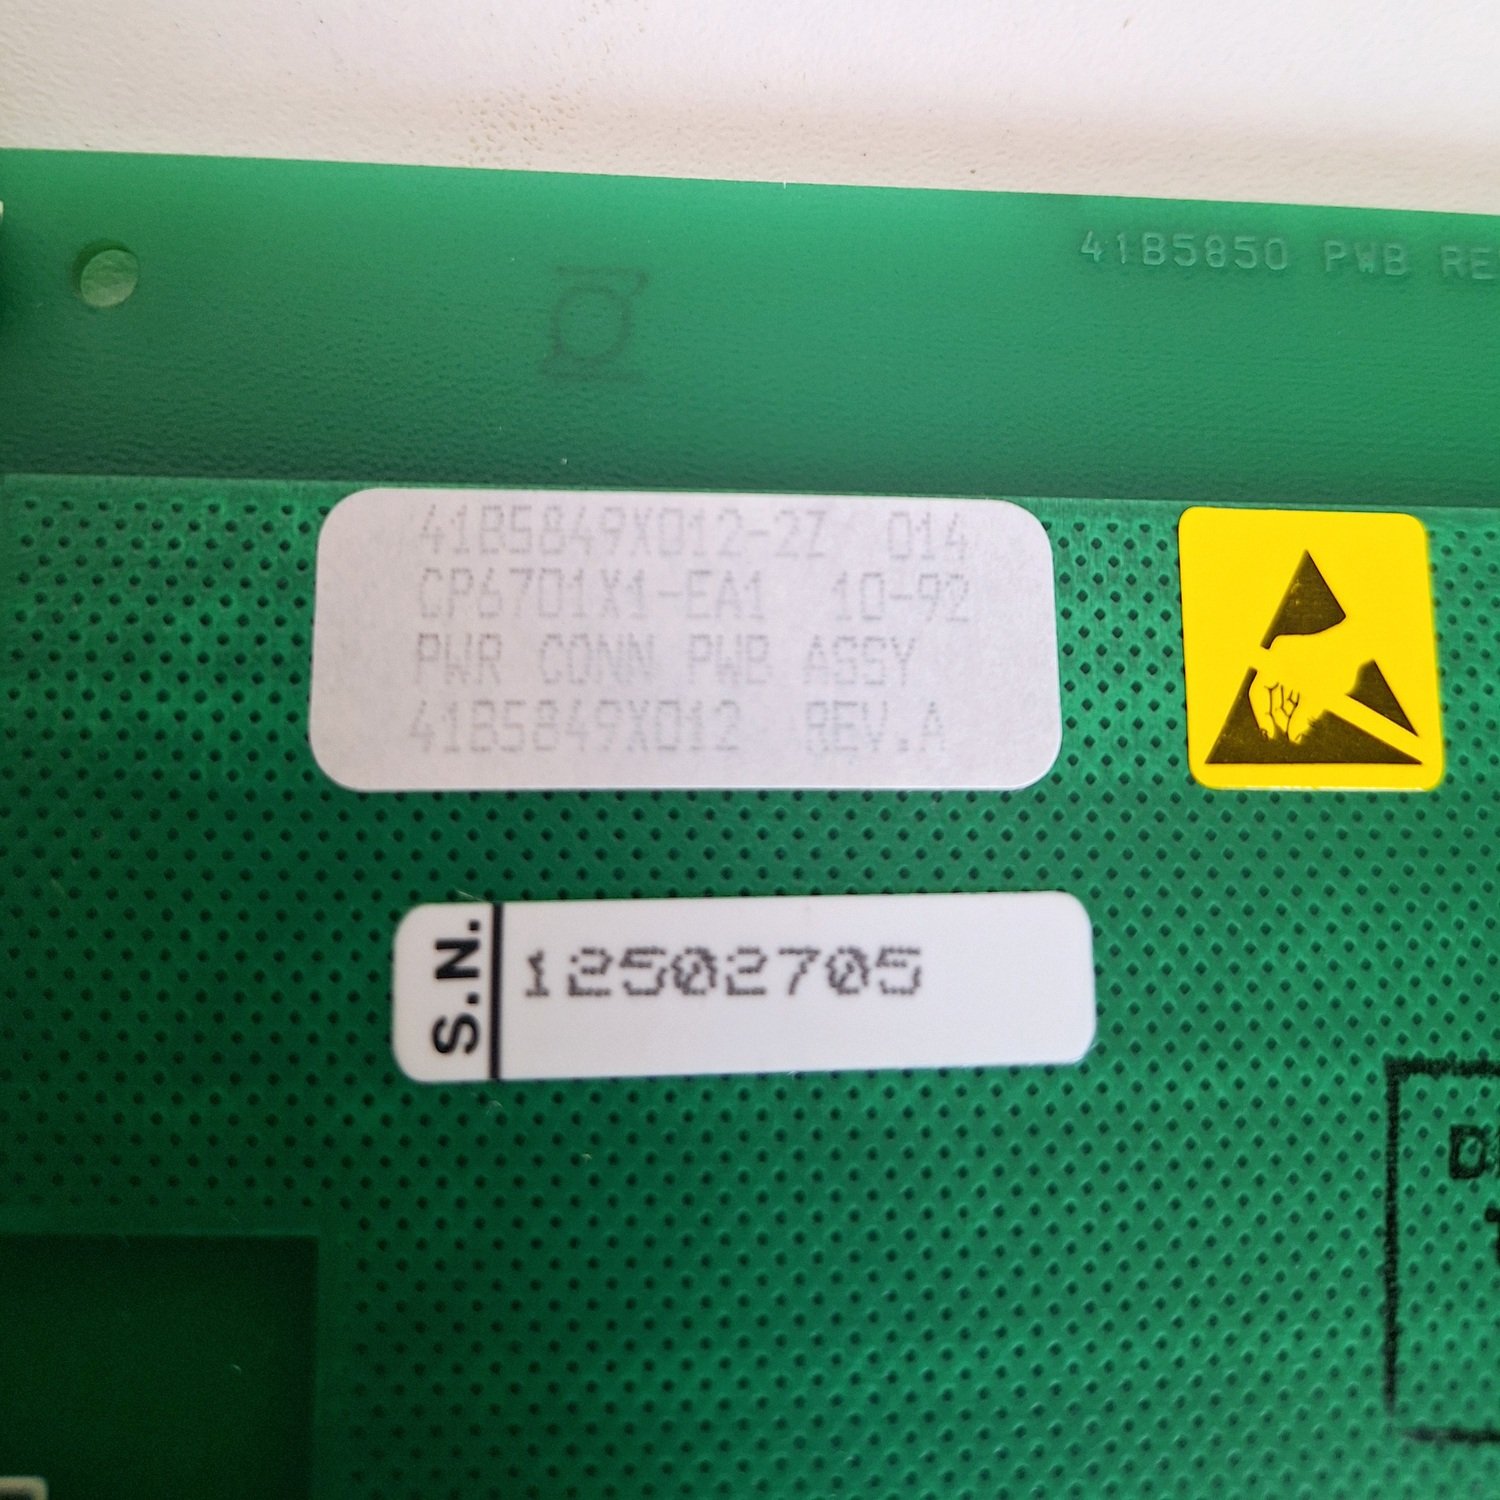 41B5850 PWB RE
41B5849X012-2Z 014
CP6701X1-EA1 10-92
PWR CONN PWB ASSY
41B5849X012 REV.A
S.N. 12502705
D